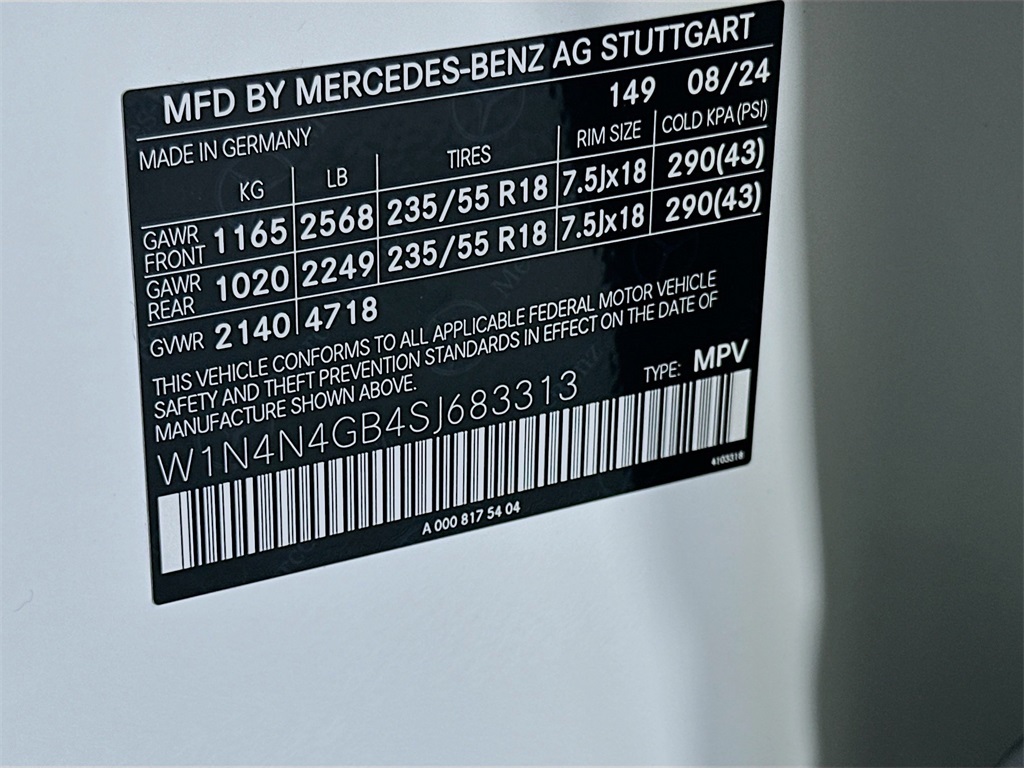 MFD BY MERCEDES-BENZ AG STUTTGART
149 08/24
MADE IN GERMANY
KG LB TIRES RIM SIZE COLD KPA (PSI)
GAWR FRONT 1165 2568 235/55 R18 7.5Jx18 290(43)
GAWR REAR 1020 2249 235/55 R18 7.5Jx18 290(43)
GVWR 2140 4718
THIS VEHICLE CONFORMS TO ALL APPLICABLE FEDERAL MOTOR VEHICLE
SAFETY AND THEFT PREVENTION STANDARDS IN EFFECT ON THE DATE OF
MANUFACTURE SHOWN ABOVE.
TYPE: MPV
W1N4N4GB4SJ683313
A 000 817 54 04